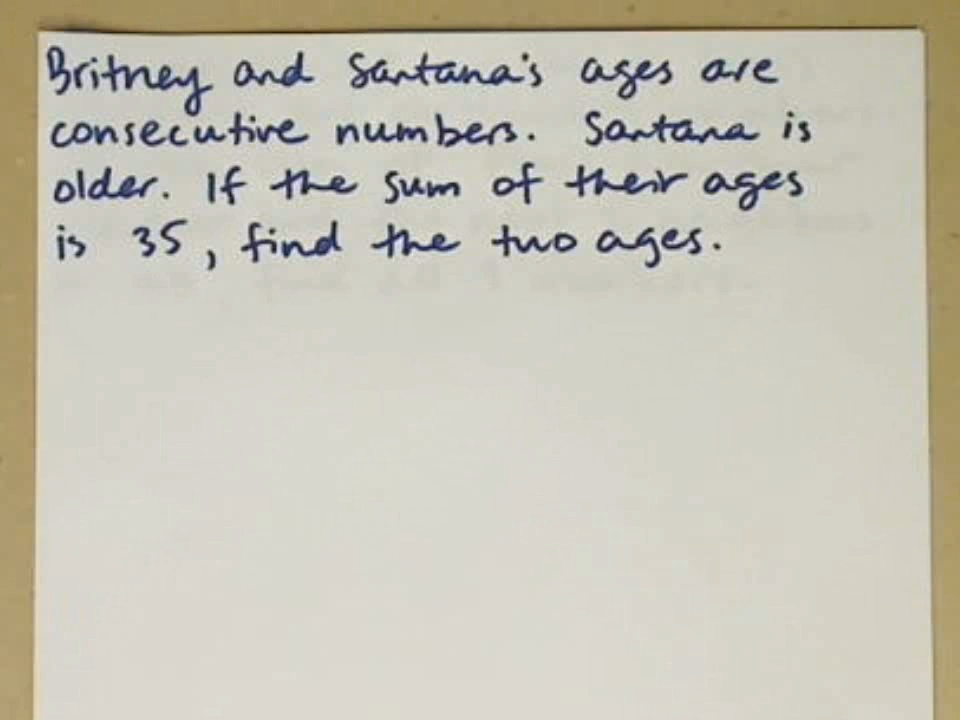 Britney and Santana's ages are
consecutive numbers. Santana is
older. If the sum of their ages
is 35, find the two ages.